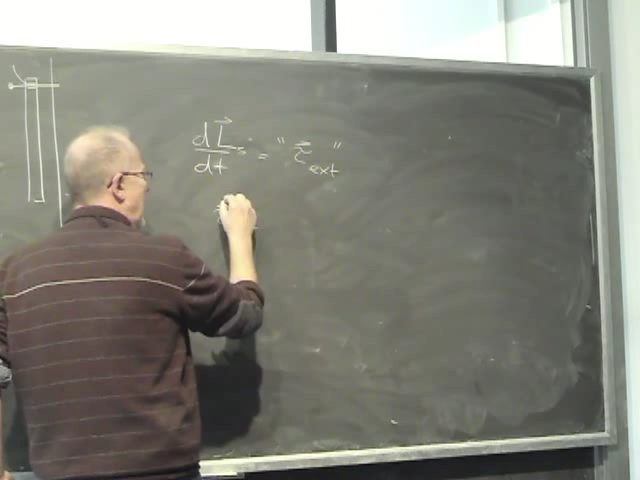 dL⃗/dt = "τ⃗ext"